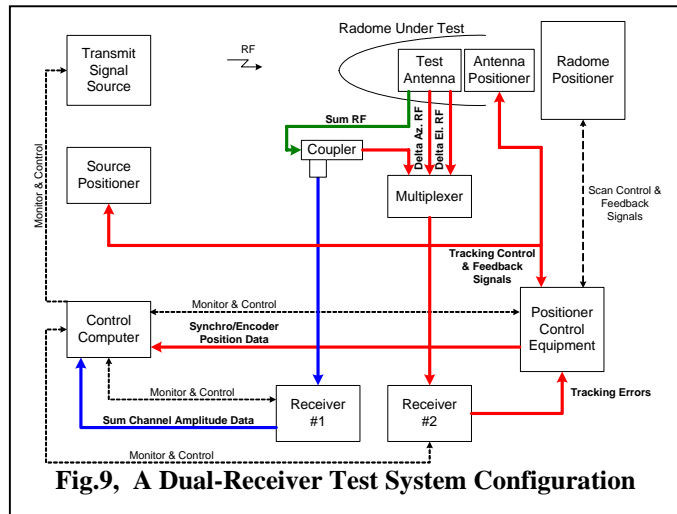 Radome Under Test
Transmit
Signal
Source
RF
Test
Antenna
Antenna
Positioner
Radome
Positioner
Sum RF
Delta Az. RF
Delta El. RF
Coupler
Source
Positioner
Multiplexer
Monitor & Control
Scan Control &
Feedback
Signals
Tracking Control
& Feedback
Signals
Monitor & Control
Control
Computer
Synchro/Encoder
Position Data
Positioner
Control
Equipment
Monitor & Control
Receiver
#1
Receiver
#2
Tracking Errors
Sum Channel Amplitude Data
Monitor & Control
Fig.9, A Dual-Receiver Test System Configuration